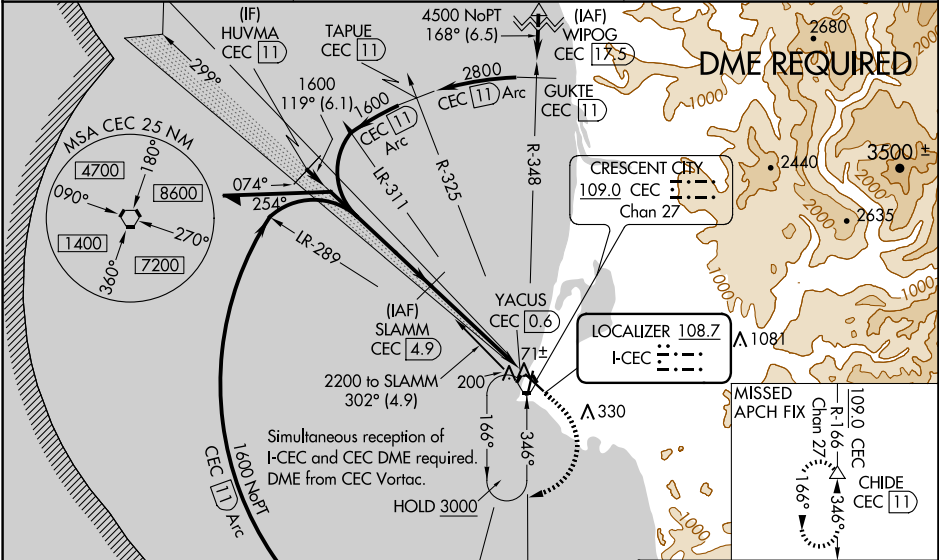 (IF)
HUVMA
CEC 11
TAPUE
CEC 11
4500 NoPT
168° (6.5)
(IAF)
WIPOG
CEC 17.5
2680
2000
1000
DME REQUIRED
299°
1600
119° (6.1)
1600
CEC 11
Arc
2800
CEC 11 Arc
GUKTE
CEC 11
1000
2000
MSA CEC 25 NM
4700
180°
8600
090°
270°
1400
7200
360°
074°
254°
LR-289
LR-311
R-325
R-348
CRESCENT CITY
109.0 CEC
Chan 27
1000
2440
3500 ±
2000
2635
1000
(IAF)
SLAMM
CEC 4.9
2200 to SLAMM
302° (4.9)
YACUS
CEC 0.6
71±
200
LOCALIZER 108.7
I-CEC
1081
330
1600 NoPT
CEC 11 Arc
Simultaneous reception of
I-CEC and CEC DME required.
DME from CEC Vortac.
166°
346°
HOLD 3000
MISSED
APCH FIX
109.0 CEC
R-166
Chan 27
CHIDE
CEC 11
166°
346°